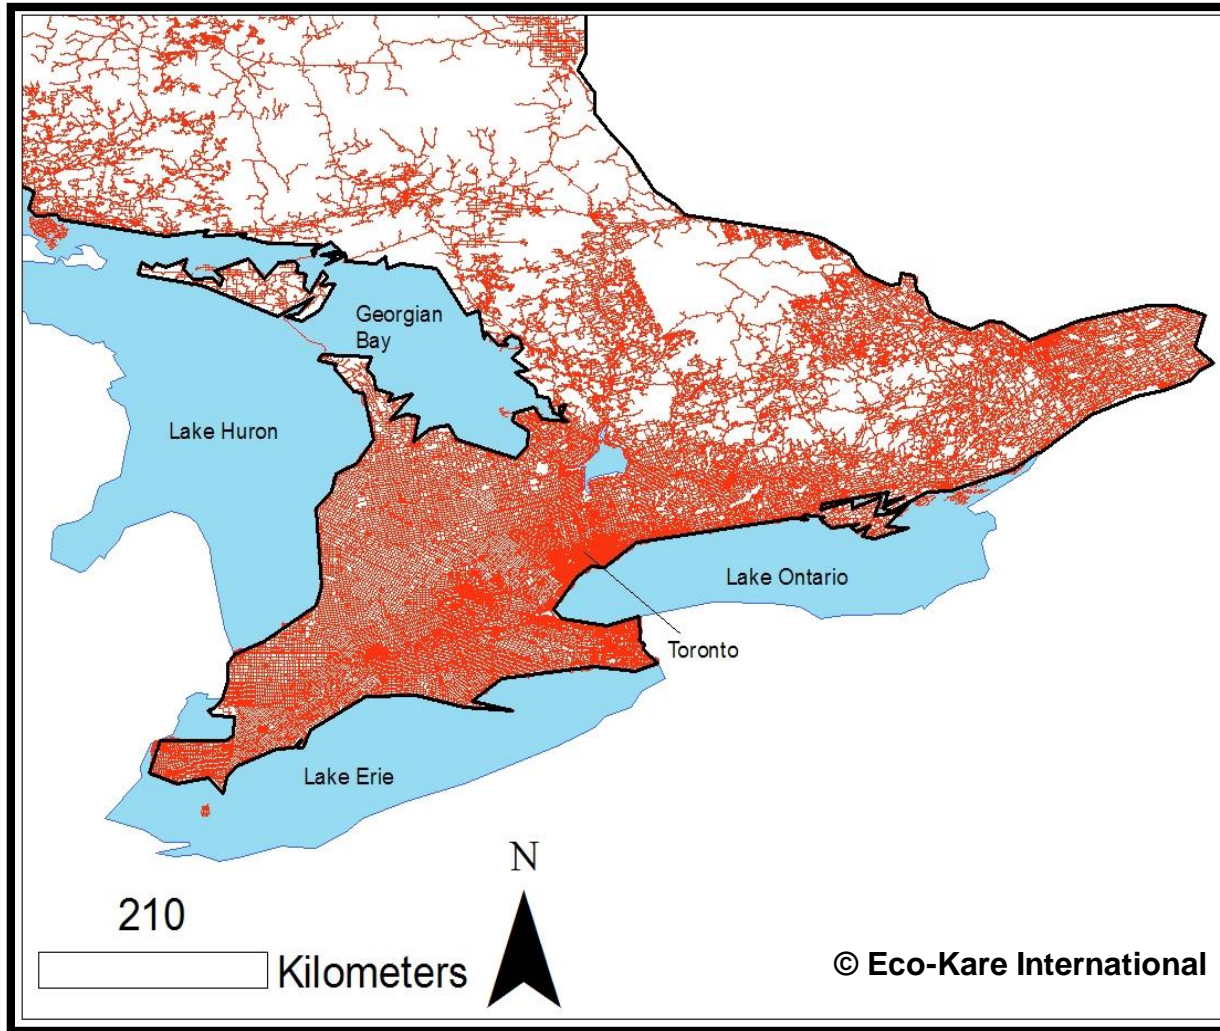 Georgian
Bay
Lake Huron
Lake Ontario
Toronto
Lake Erie
N
210
Kilometers
© Eco-Kare International